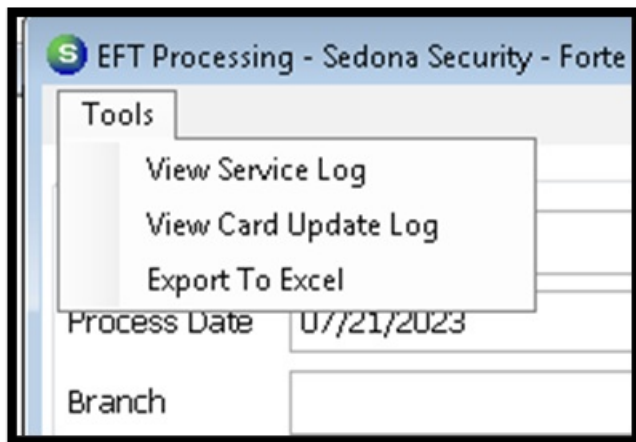 S EFT Processing - Sedona Security - Forte
Tools
View Service Log
View Card Update Log
Export To Excel
Process Date 07/21/2023
Branch